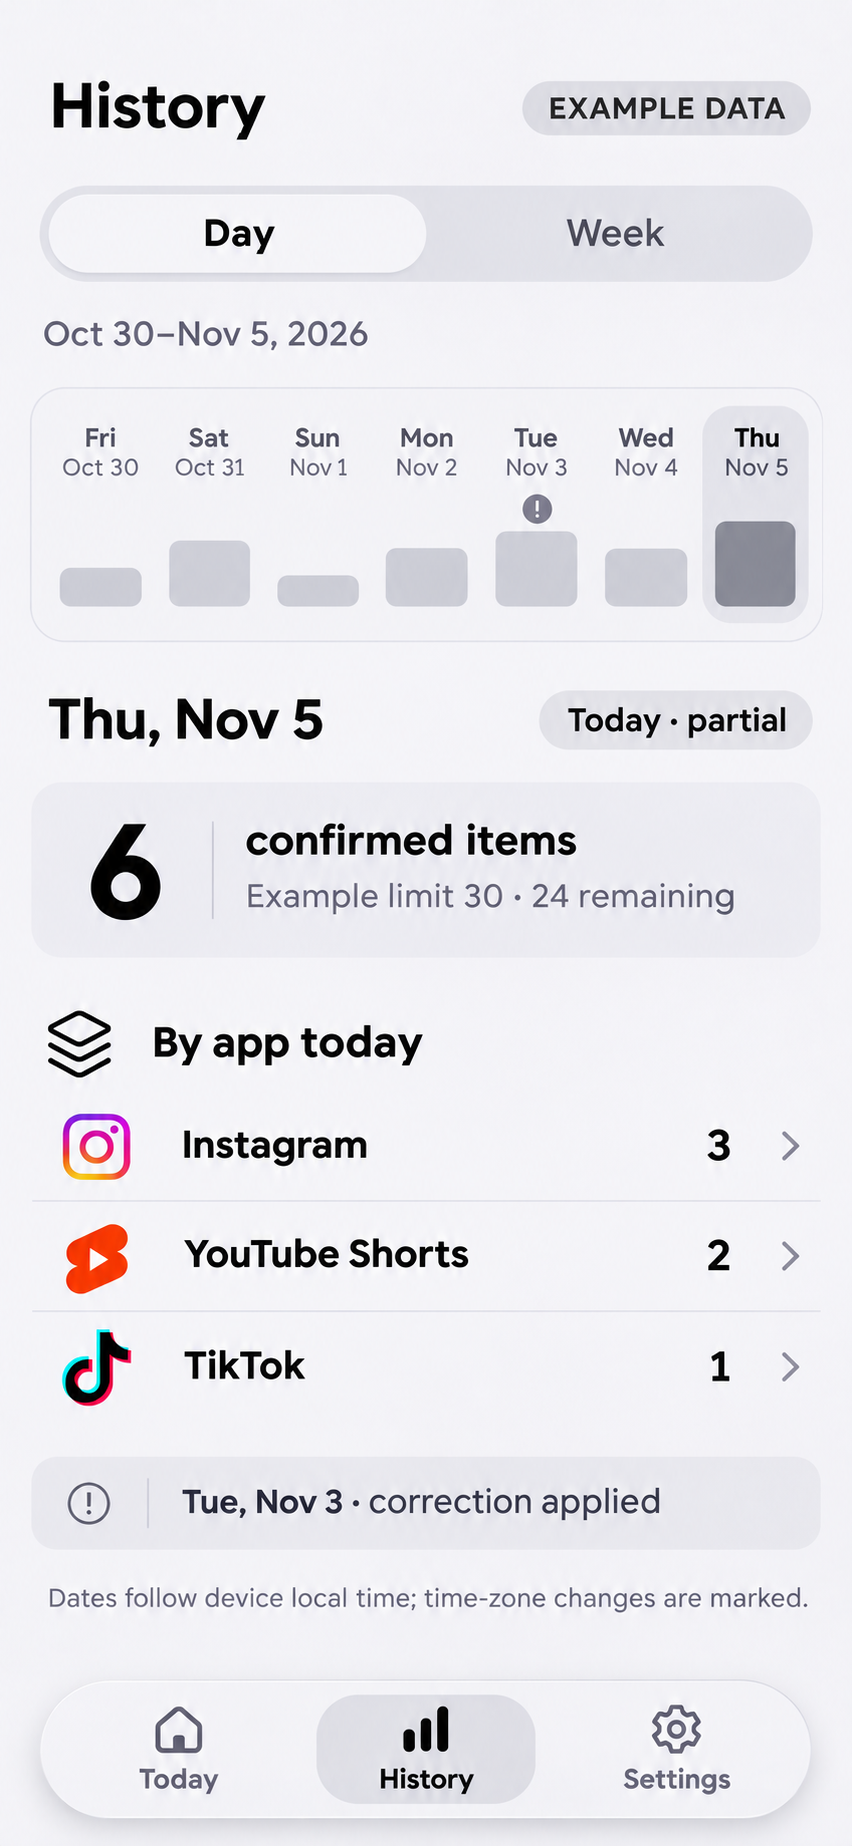 History
EXAMPLE DATA
Day
Week
Oct 30–Nov 5, 2026
Fri
Oct 30
Sat
Oct 31
Sun
Nov 1
Mon
Nov 2
Tue
Nov 3
Wed
Nov 4
Thu
Nov 5
!
Thu, Nov 5
Today · partial
6
confirmed items
Example limit 30 · 24 remaining
By app today
Instagram
3
YouTube Shorts
2
TikTok
1
!
Tue, Nov 3 · correction applied
Dates follow device local time; time-zone changes are marked.
Today
History
Settings